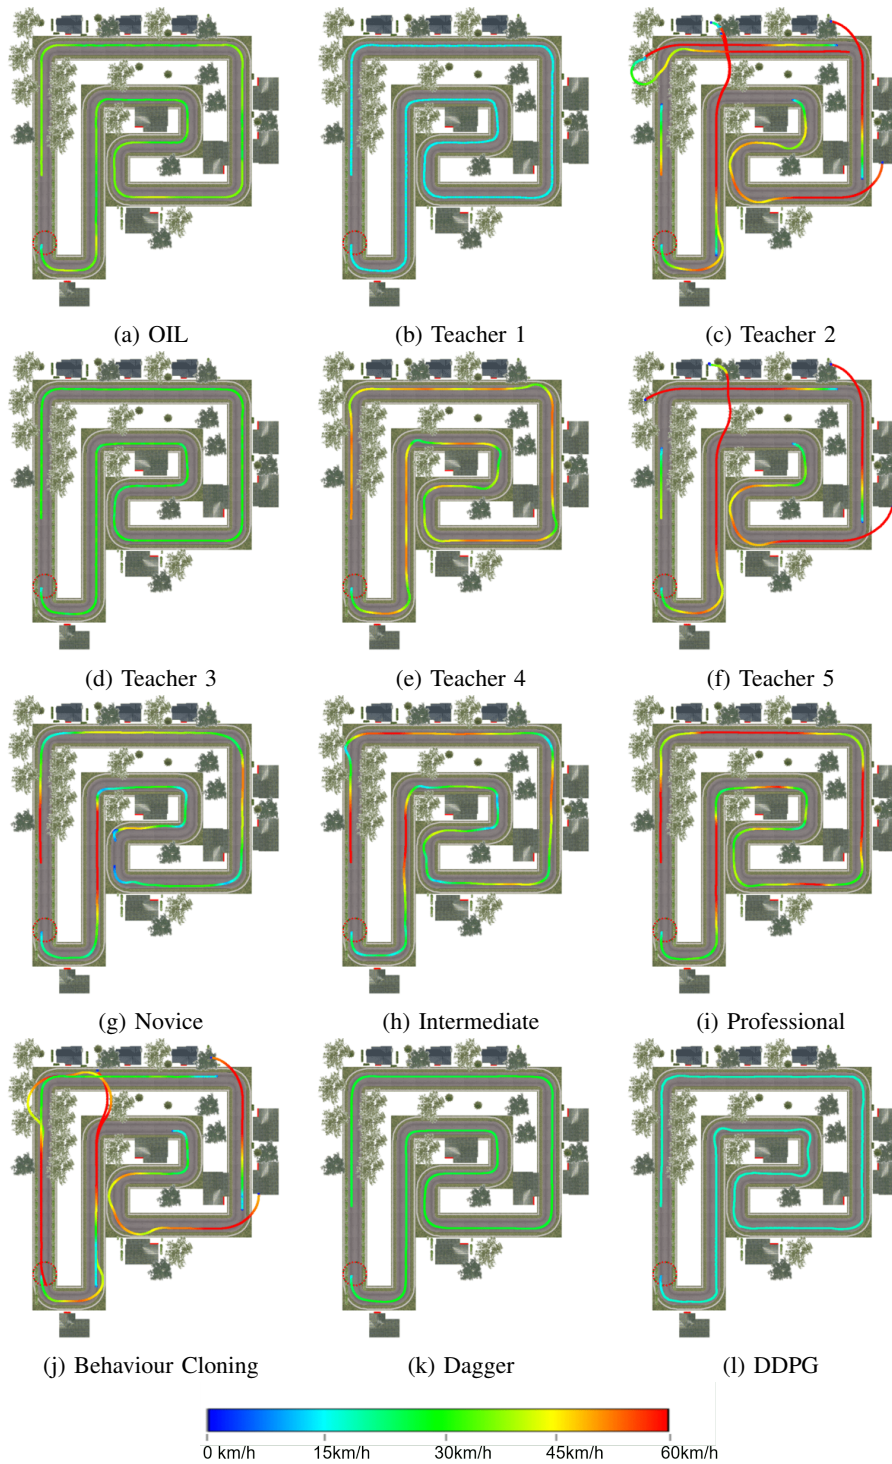 (a) OIL
(b) Teacher 1
(c) Teacher 2
(d) Teacher 3
(e) Teacher 4
(f) Teacher 5
(g) Novice
(h) Intermediate
(i) Professional
(j) Behaviour Cloning
(k) Dagger
(l) DDPG
0 km/h 15km/h 30km/h 45km/h 60km/h